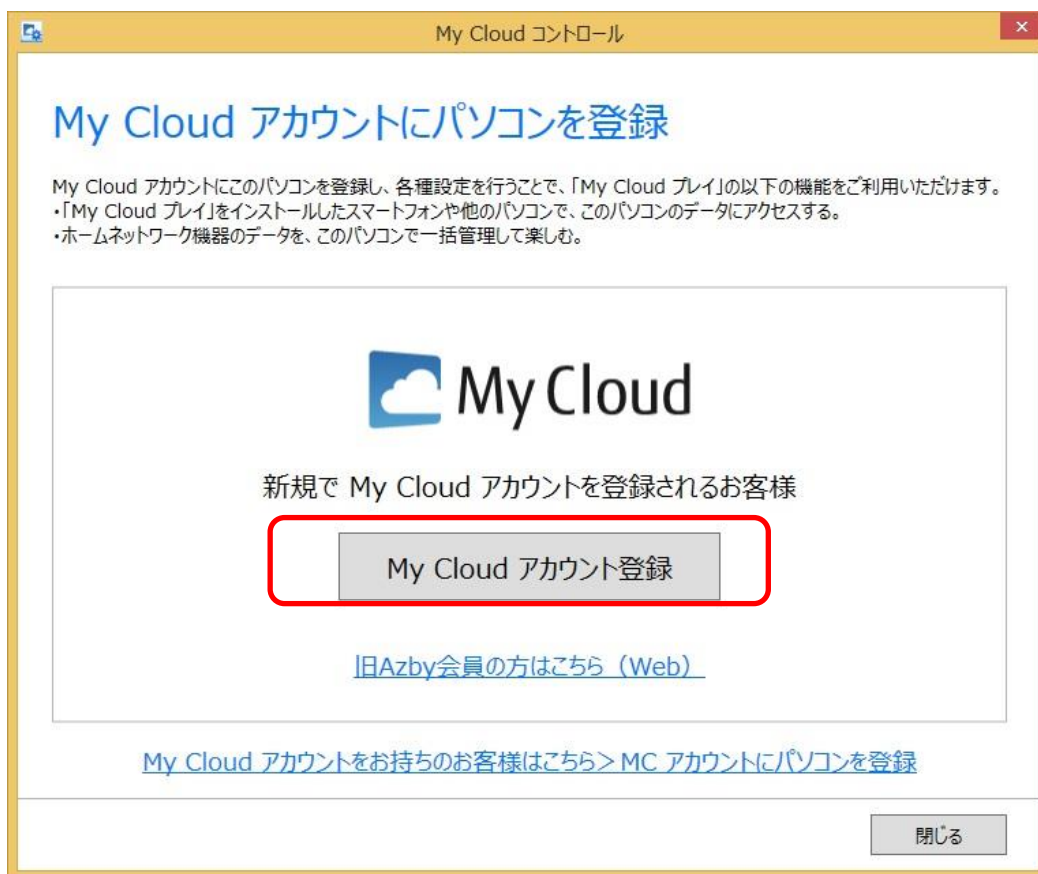 My Cloud コントロール
My Cloud アカウントにパソコンを登録
My Cloud アカウントにこのパソコンを登録し、各種設定を行うことで、「My Cloud プレイ」の以下の機能をご利用いただけます。
・「My Cloud プレイ」をインストールしたスマートフォンや他のパソコンで、このパソコンのデータにアクセスする。
・ホームネットワーク機器のデータを、このパソコンで一括管理して楽しむ。
My Cloud
新規で My Cloud アカウントを登録されるお客様
My Cloud アカウント登録
旧Azby会員の方はこちら（Web）
My Cloud アカウントをお持ちのお客様はこちら＞MC アカウントにパソコンを登録
閉じる